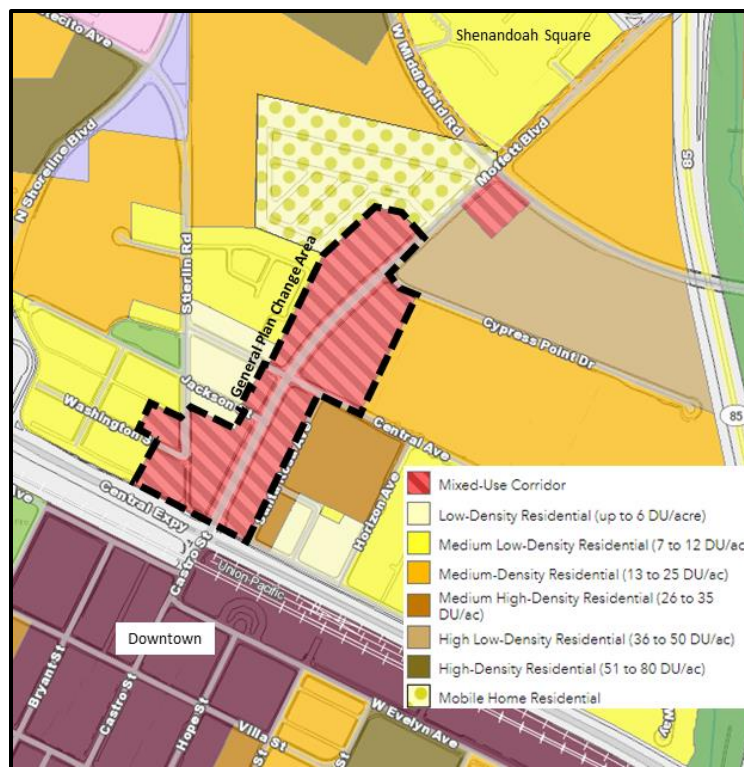 Shenandoah Square
W Middlefield Rd
Moffett Blvd
85
N Shoreline Blvd
Stierlin Rd
General Plan Change Area
Cypress Point Dr
Jackson
Washington S
Central Ave
85
Horizon Ave
Central Expy
Castro St
Union Pacific
Downtown
Bryant St
Castro St
Hope St
Villa St
W Evelyn Ave
St
Way
Mixed-Use Corridor
Low-Density Residential (up to 6 DU/acre)
Medium Low-Density Residential (7 to 12 DU/ac
Medium-Density Residential (13 to 25 DU/ac)
Medium High-Density Residential (26 to 35
DU/ac)
High Low-Density Residential (36 to 50 DU/ac)
High-Density Residential (51 to 80 DU/ac)
Mobile Home Residential